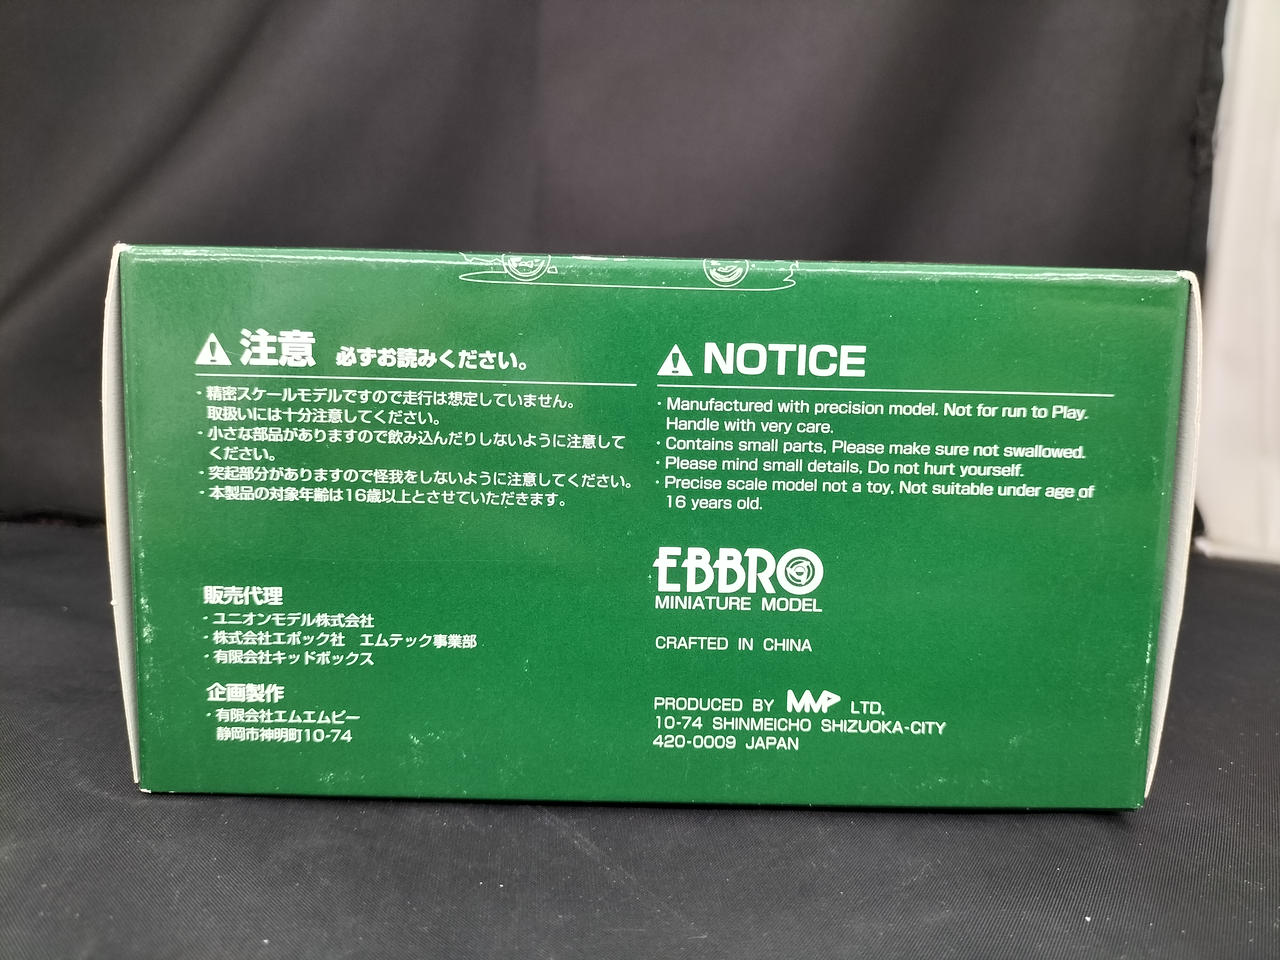 注意 必ずお読みください。
・精密スケールモデルですので走行は想定していません。
取扱いには十分注意してください。
・小さな部品がありますので飲み込んだりしないように注意して
ください。
・突起部分がありますので怪我をしないように注意してください。
・本製品の対象年齢は16歳以上とさせていただきます。
販売代理
・ユニオンモデル株式会社
・株式会社エポック社 エムテック事業部
・有限会社キッドボックス
企画製作
・有限会社エムエムピー
静岡市神明町10-74
NOTICE
・Manufactured with precision model. Not for run to Play.
Handle with very care.
・Contains small parts, Please make sure not swallowed.
・Please mind small details, Do not hurt yourself.
・Precise scale model not a toy, Not suitable under age of
16 years old.
EBBRO
MINIATURE MODEL
CRAFTED IN CHINA
PRODUCED BY MMP LTD.
10-74 SHINMEICHO SHIZUOKA-CITY
420-0009 JAPAN